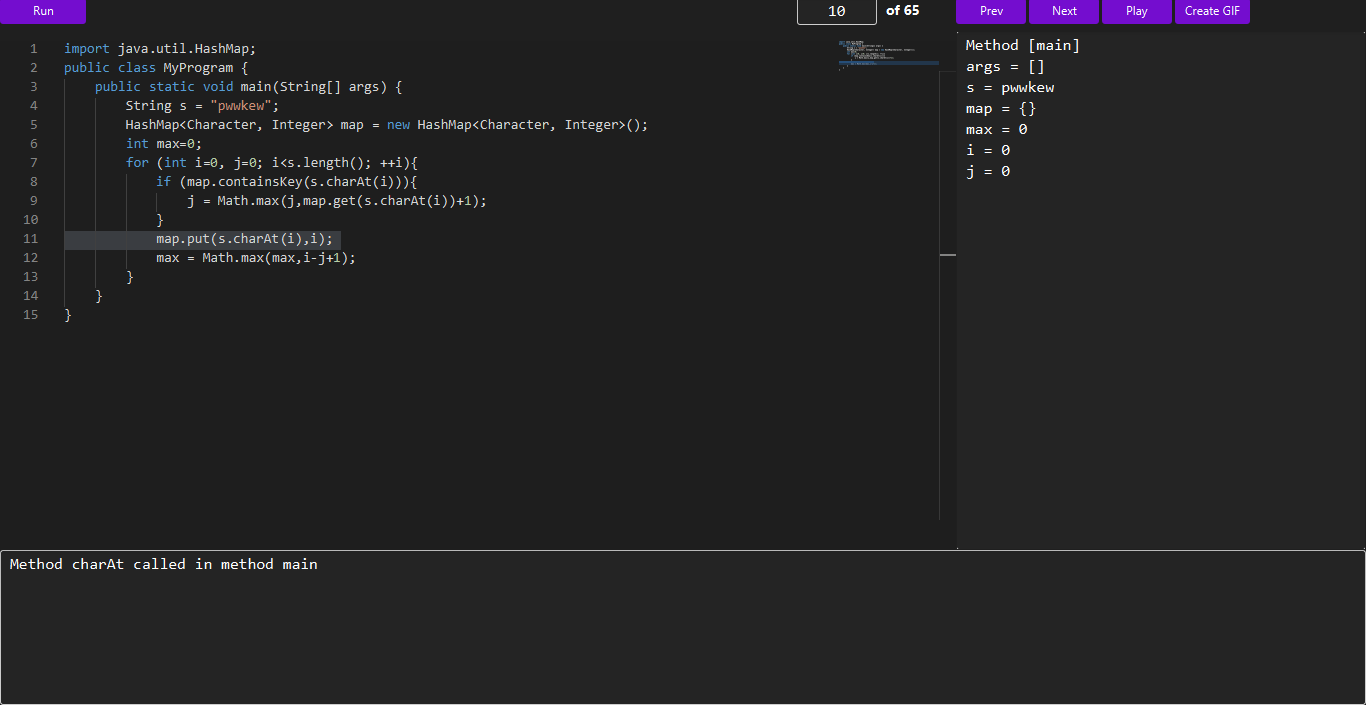 Run 10 of 65 Prev Next Play Create GIF
1 import java.util.HashMap;
2 public class MyProgram {
3 public static void main(String[] args) {
4 String s = "pwwkew";
5 HashMap<Character, Integer> map = new HashMap<Character, Integer>();
6 int max=0;
7 for (int i=0, j=0; i<s.length(); ++i){
8 if (map.containsKey(s.charAt(i))){
9 j = Math.max(j,map.get(s.charAt(i))+1);
10 }
11 map.put(s.charAt(i),i);
12 max = Math.max(max,i-j+1);
13 }
14 }
15 }
Method [main]
args = []
s = pwwkew
map = {}
max = 0
i = 0
j = 0
Method charAt called in method main